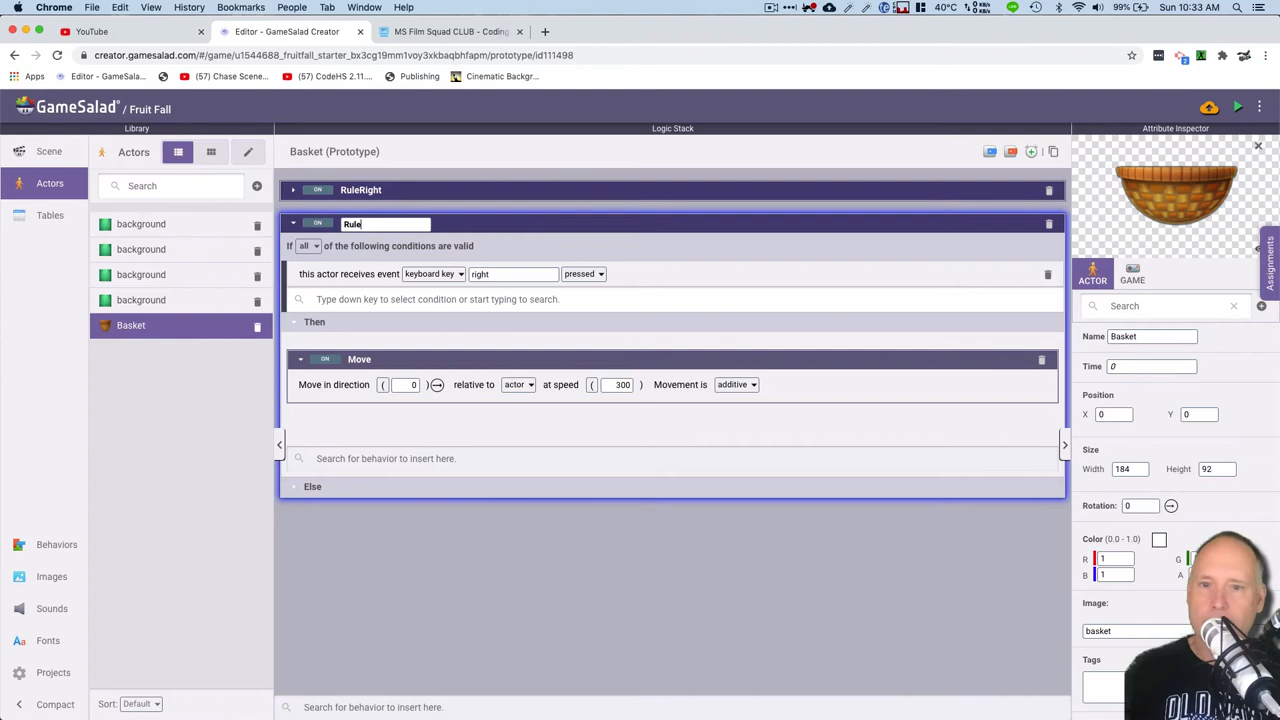 Chrome File Edit View History Bookmarks People Tab Window Help 40°C 99% Sun 10:33 AM
YouTube Editor - GameSalad Creator MS Film Squad CLUB - Coding
creator.gamesalad.com/#/game/u1544688_fruitfall_starter_bx3cg19mm1voy3xkbaqbhfapm/prototype/id111498
Apps Editor - GameSala... (57) Chase Scene... (57) CodeHS 2.11.... Publishing Cinematic Backgr...
GameSalad® / Fruit Fall
Library Logic Stack Attribute Inspector
Scene Actors Basket (Prototype)
Actors Search ON RuleRight
Tables background ON Rule
background If all of the following conditions are valid
background this actor receives event keyboard key right pressed
background Type down key to select condition or start typing to search.
Basket Then
ON Move
Move in direction ( 0 ) relative to actor at speed ( 300 ) Movement is additive
Search for behavior to insert here.
Else
Behaviors
Images
Sounds
Fonts
Projects
Compact Sort: Default Search for behavior to insert here.
Assignments
ACTOR GAME
Search
Name Basket
Time 0
Position
X 0 Y 0
Size
Width 184 Height 92
Rotation: 0
Color (0.0 - 1.0)
R 1 G
B 1 A
Image:
basket
Tags
OLD